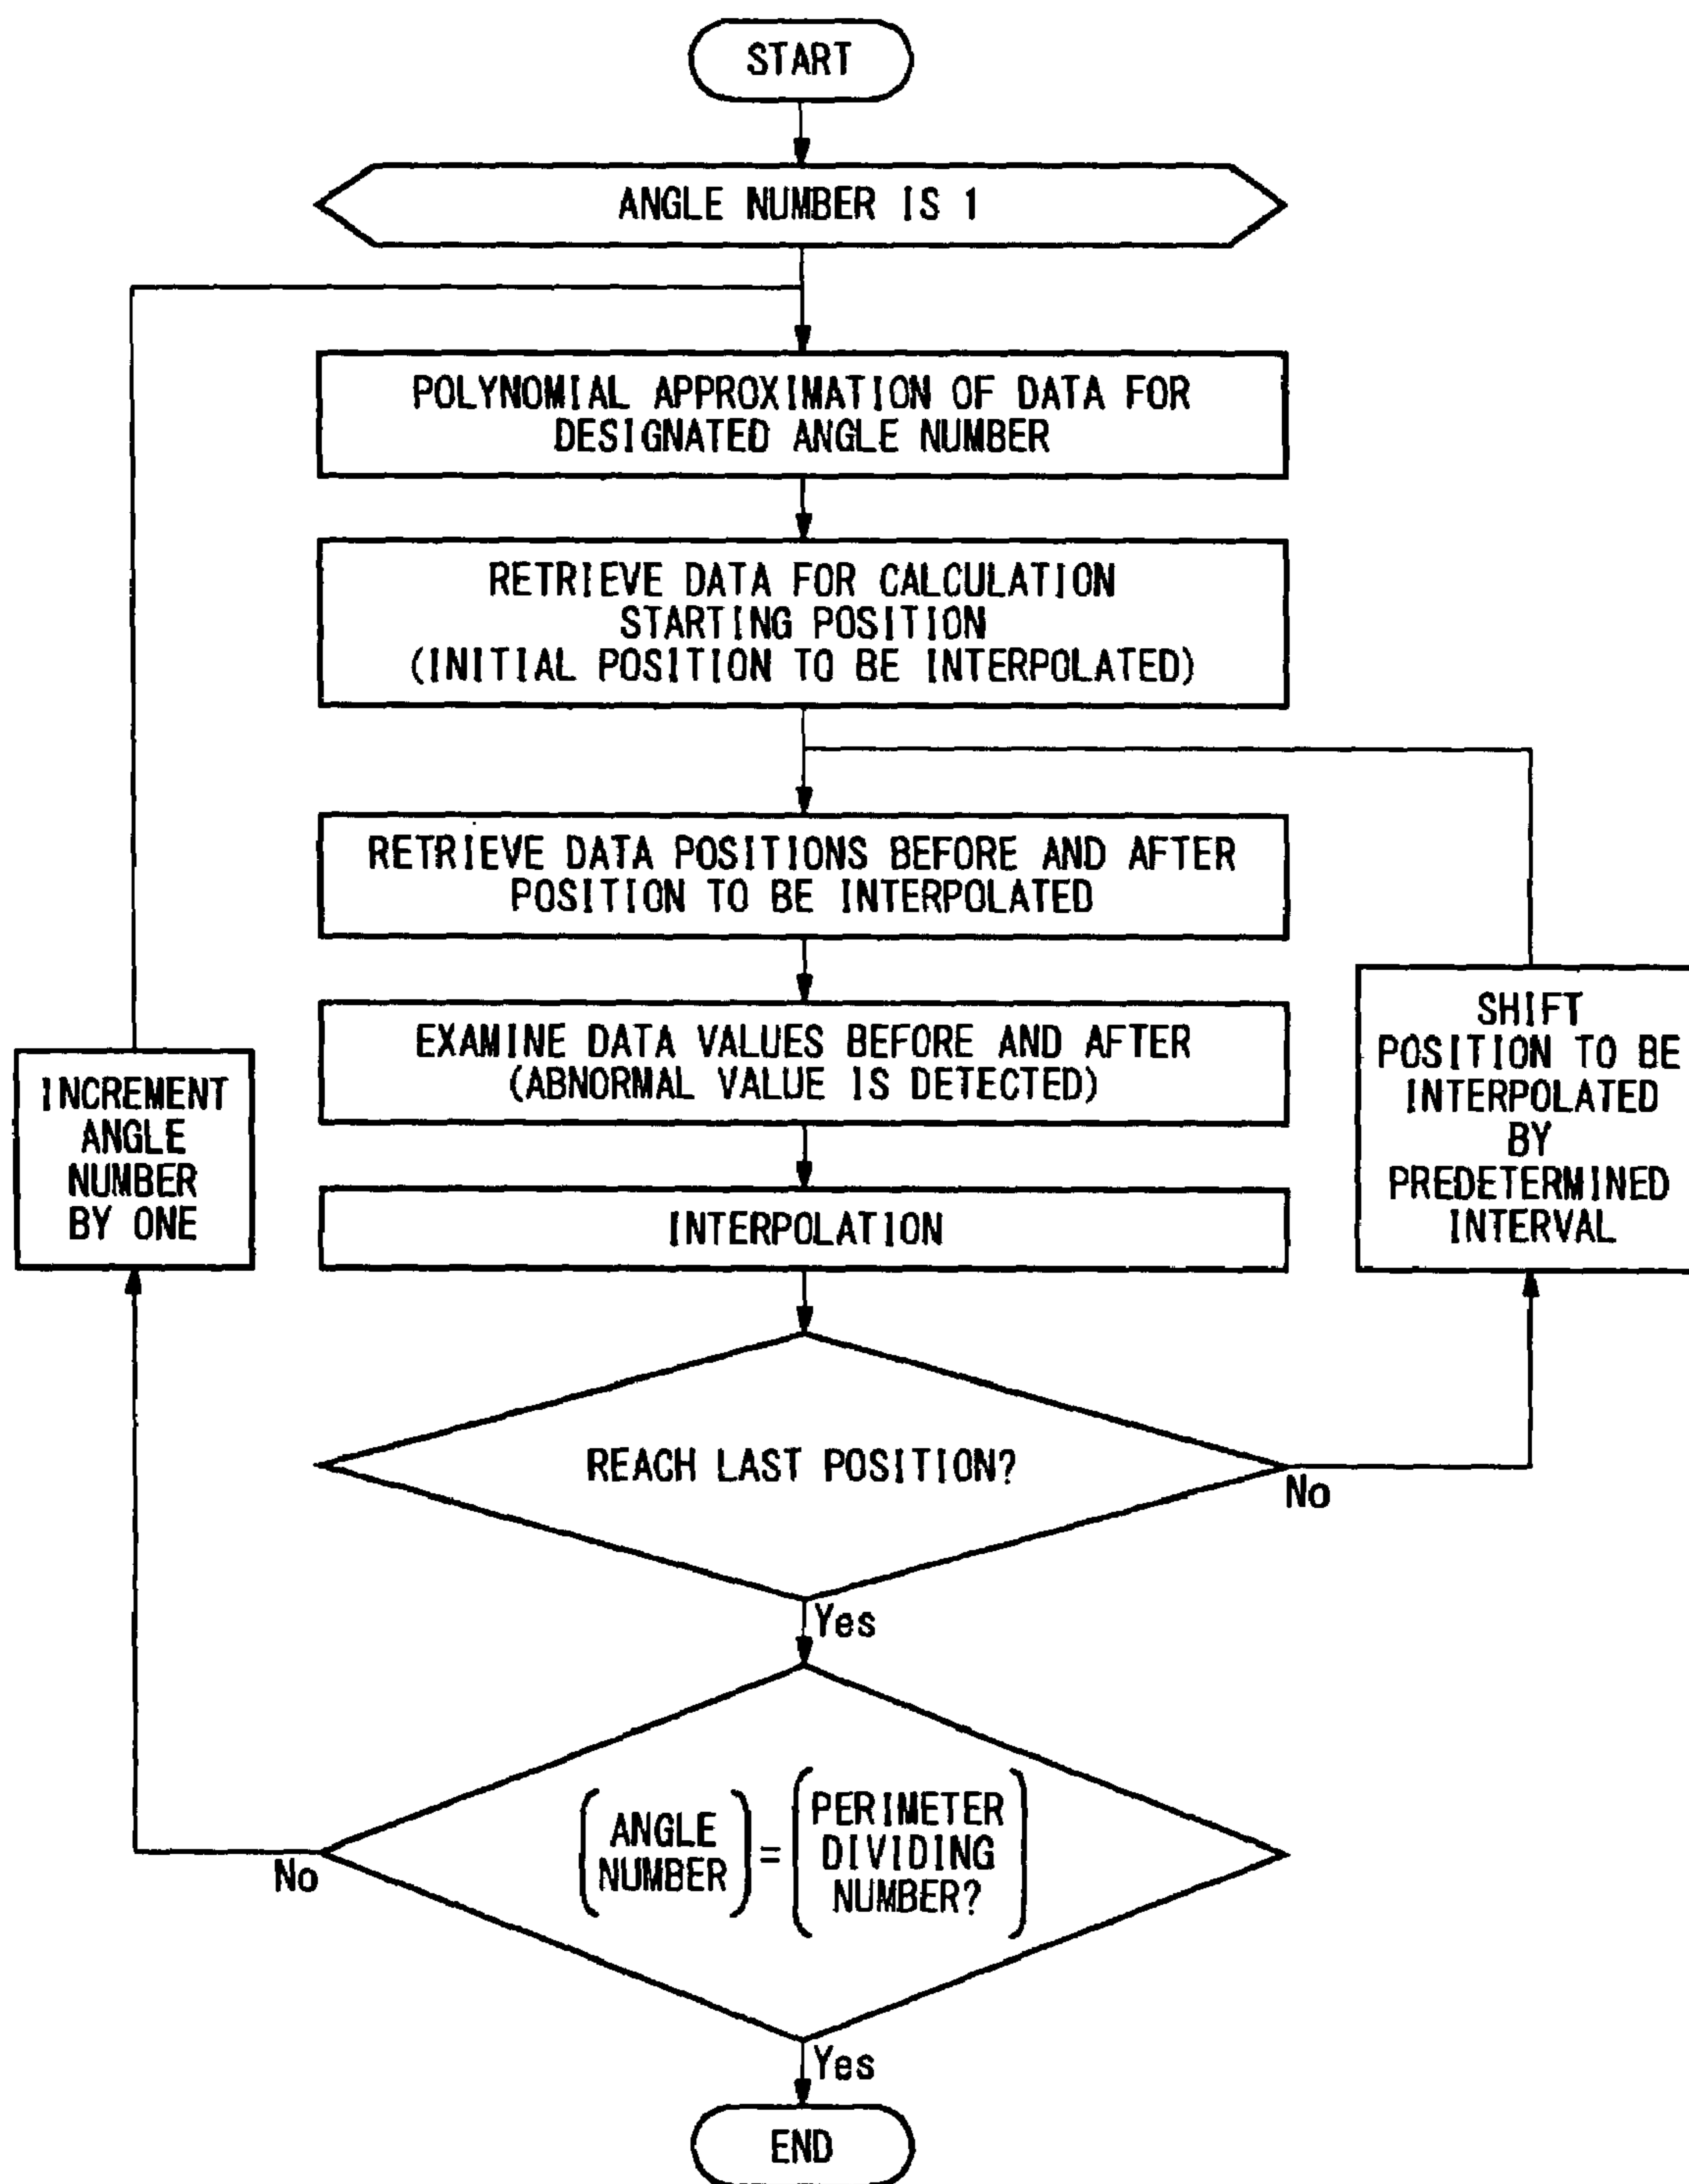 START
ANGLE NUMBER IS 1
POLYNOMIAL APPROXIMATION OF DATA FOR
DESIGNATED ANGLE NUMBER
RETRIEVE DATA FOR CALCULATION
STARTING POSITION
(INITIAL POSITION TO BE INTERPOLATED)
RETRIEVE DATA POSITIONS BEFORE AND AFTER
POSITION TO BE INTERPOLATED
EXAMINE DATA VALUES BEFORE AND AFTER
(ABNORMAL VALUE IS DETECTED)
INTERPOLATION
SHIFT
POSITION TO BE
INTERPOLATED
BY
PREDETERMINED
INTERVAL
INCREMENT
ANGLE
NUMBER
BY ONE
REACH LAST POSITION?
No
Yes
(ANGLE
NUMBER)
=
(PERIMETER
DIVIDING
NUMBER?)
No
Yes
END